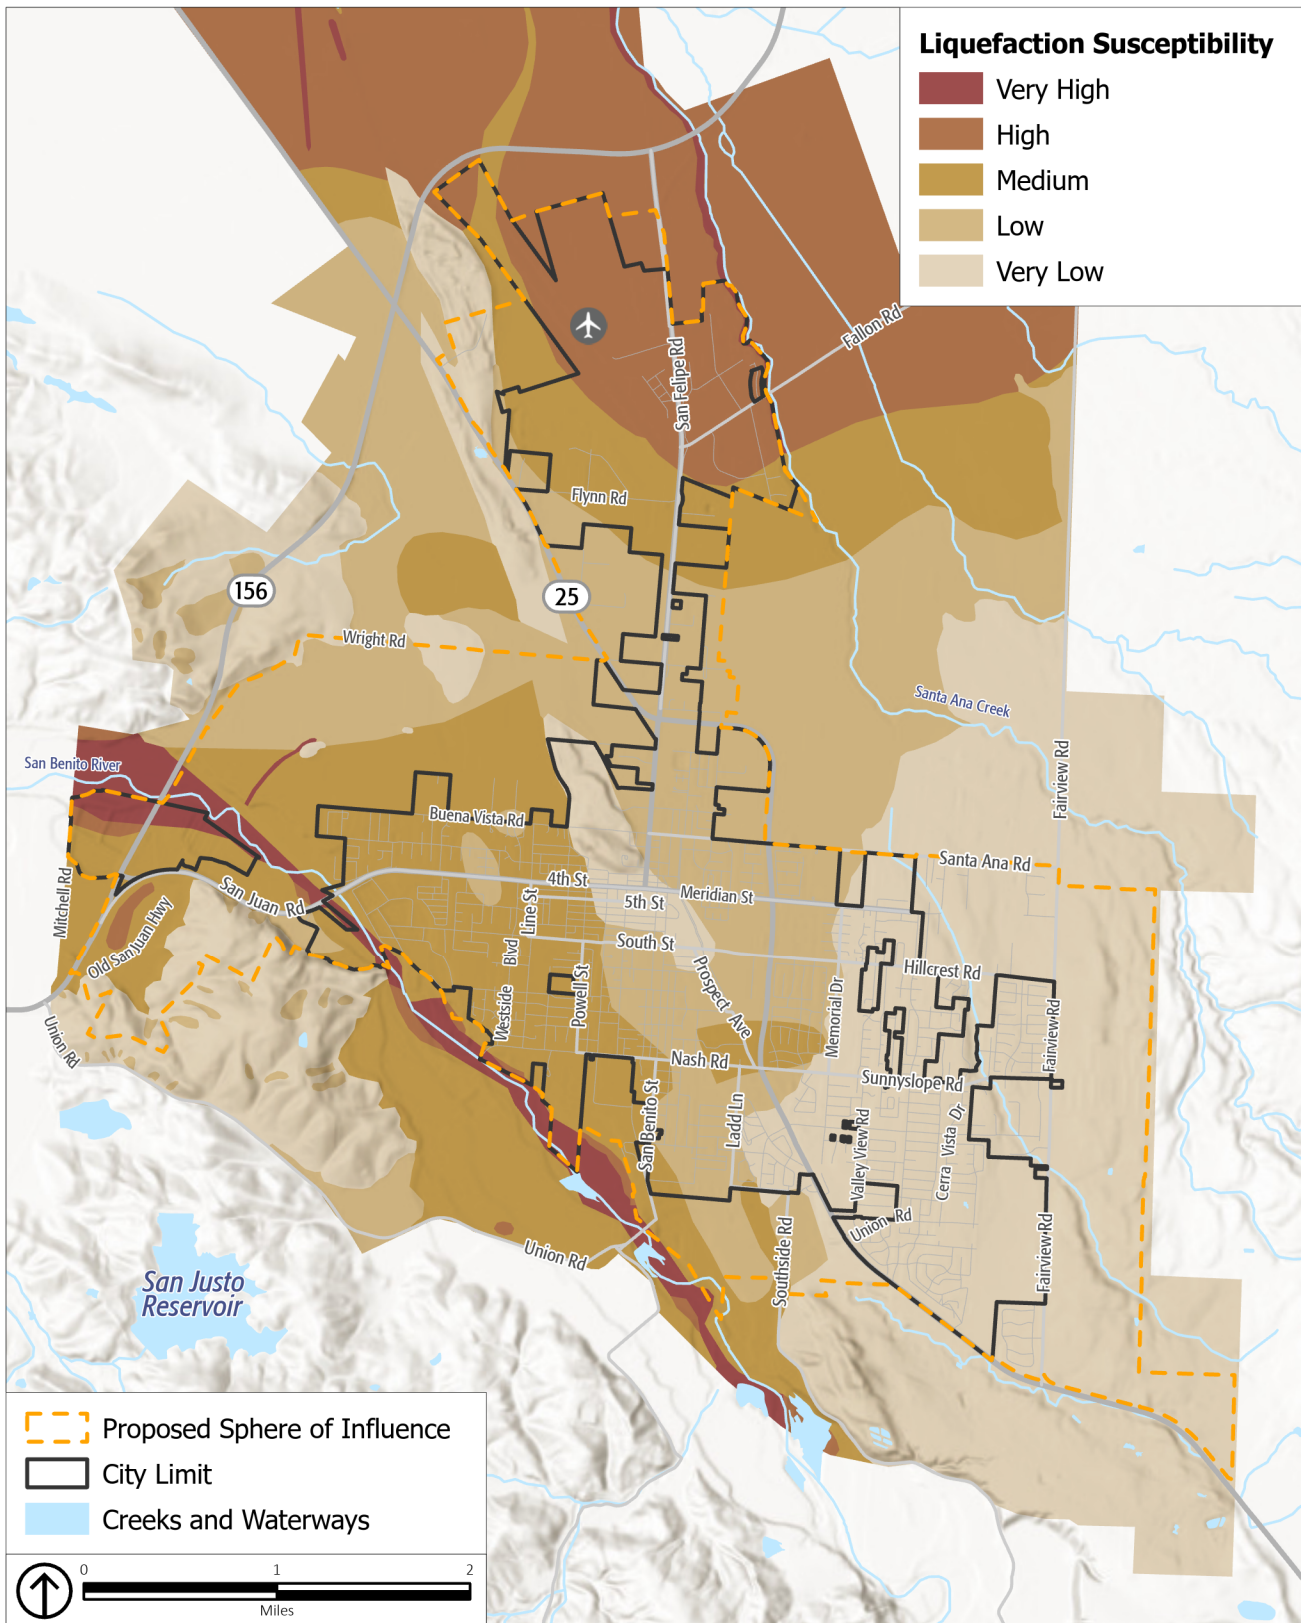 Liquefaction Susceptibility
Very High
High
Medium
Low
Very Low
Fallon Rd
San Felipe Rd
Flynn Rd
156
25
Wright Rd
Santa Ana Creek
San Benito River
Fairview Rd
Buena Vista Rd
Santa Ana Rd
4th St
Meridian St
5th St
San Juan Rd
Mitchell Rd
Line St
Old San Juan Hwy
South St
Westside Blvd
Powell St
Prospect Ave
Hillcrest Rd
Memorial Dr
Fairview Rd
Union Rd
Nash Rd
Sunnyslope Rd
San Benito St
Ladd Ln
Valley View Rd
Cerra Vista Dr
Union Rd
Union Rd
Southside Rd
Fairview Rd
San Justo
Reservoir
Proposed Sphere of Influence
City Limit
Creeks and Waterways
0 1 2
Miles